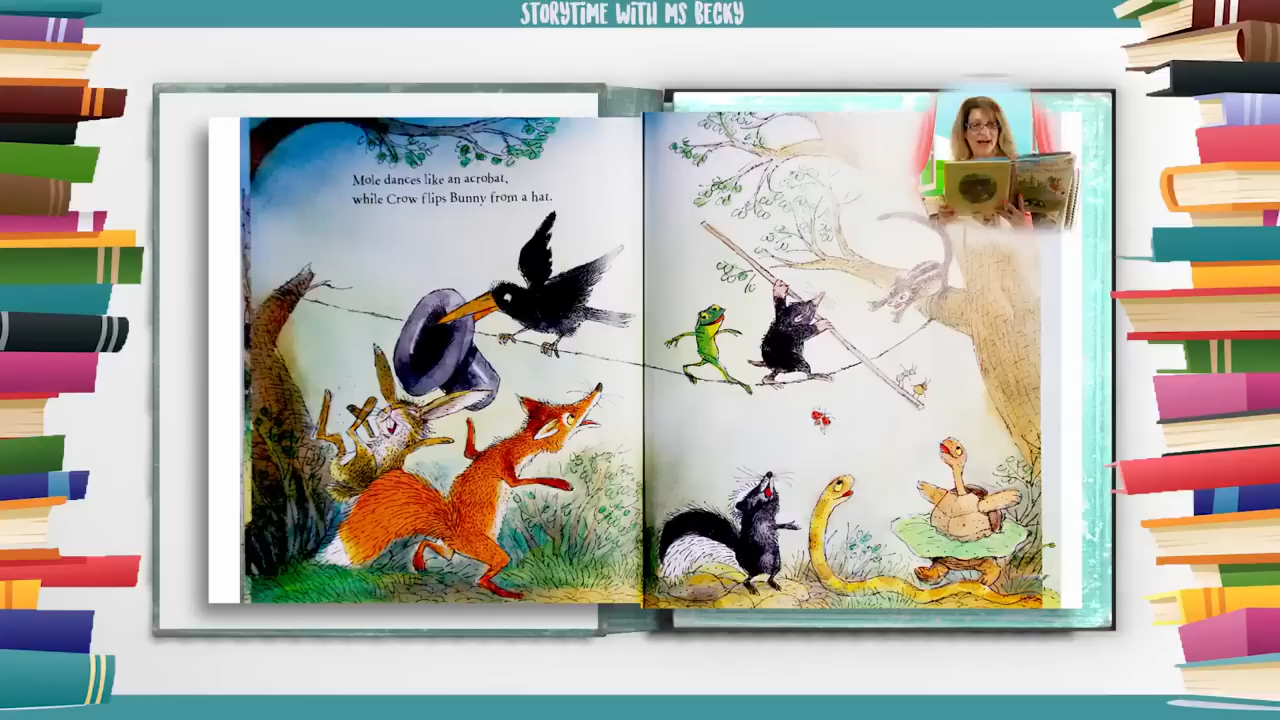 STORYTIME WITH MS BECKY
Mole dances like an acrobat,
while Crow flips Bunny from a hat.